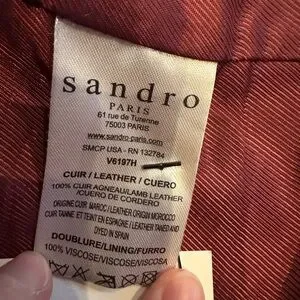 sandro
PARIS
61 rue de Turenne
75003 PARIS
www.sandro-paris.com
SMCP USA - RN 132784
V6197H
CUIR / LEATHER / CUERO
100% CUIR AGNEAU/LAMB LEATHER
/CUERO DE CORDERO
ORIGINE CUIR: MAROC / LEATHER ORIGIN MOROCCO
CUIR TANNE ET TEINT EN ESPAGNE / LEATHER TANNED AND
DYED IN SPAIN
DOUBLURE/LINING/FURRO
100% VISCOSE/VISCOSE/VISCOSA